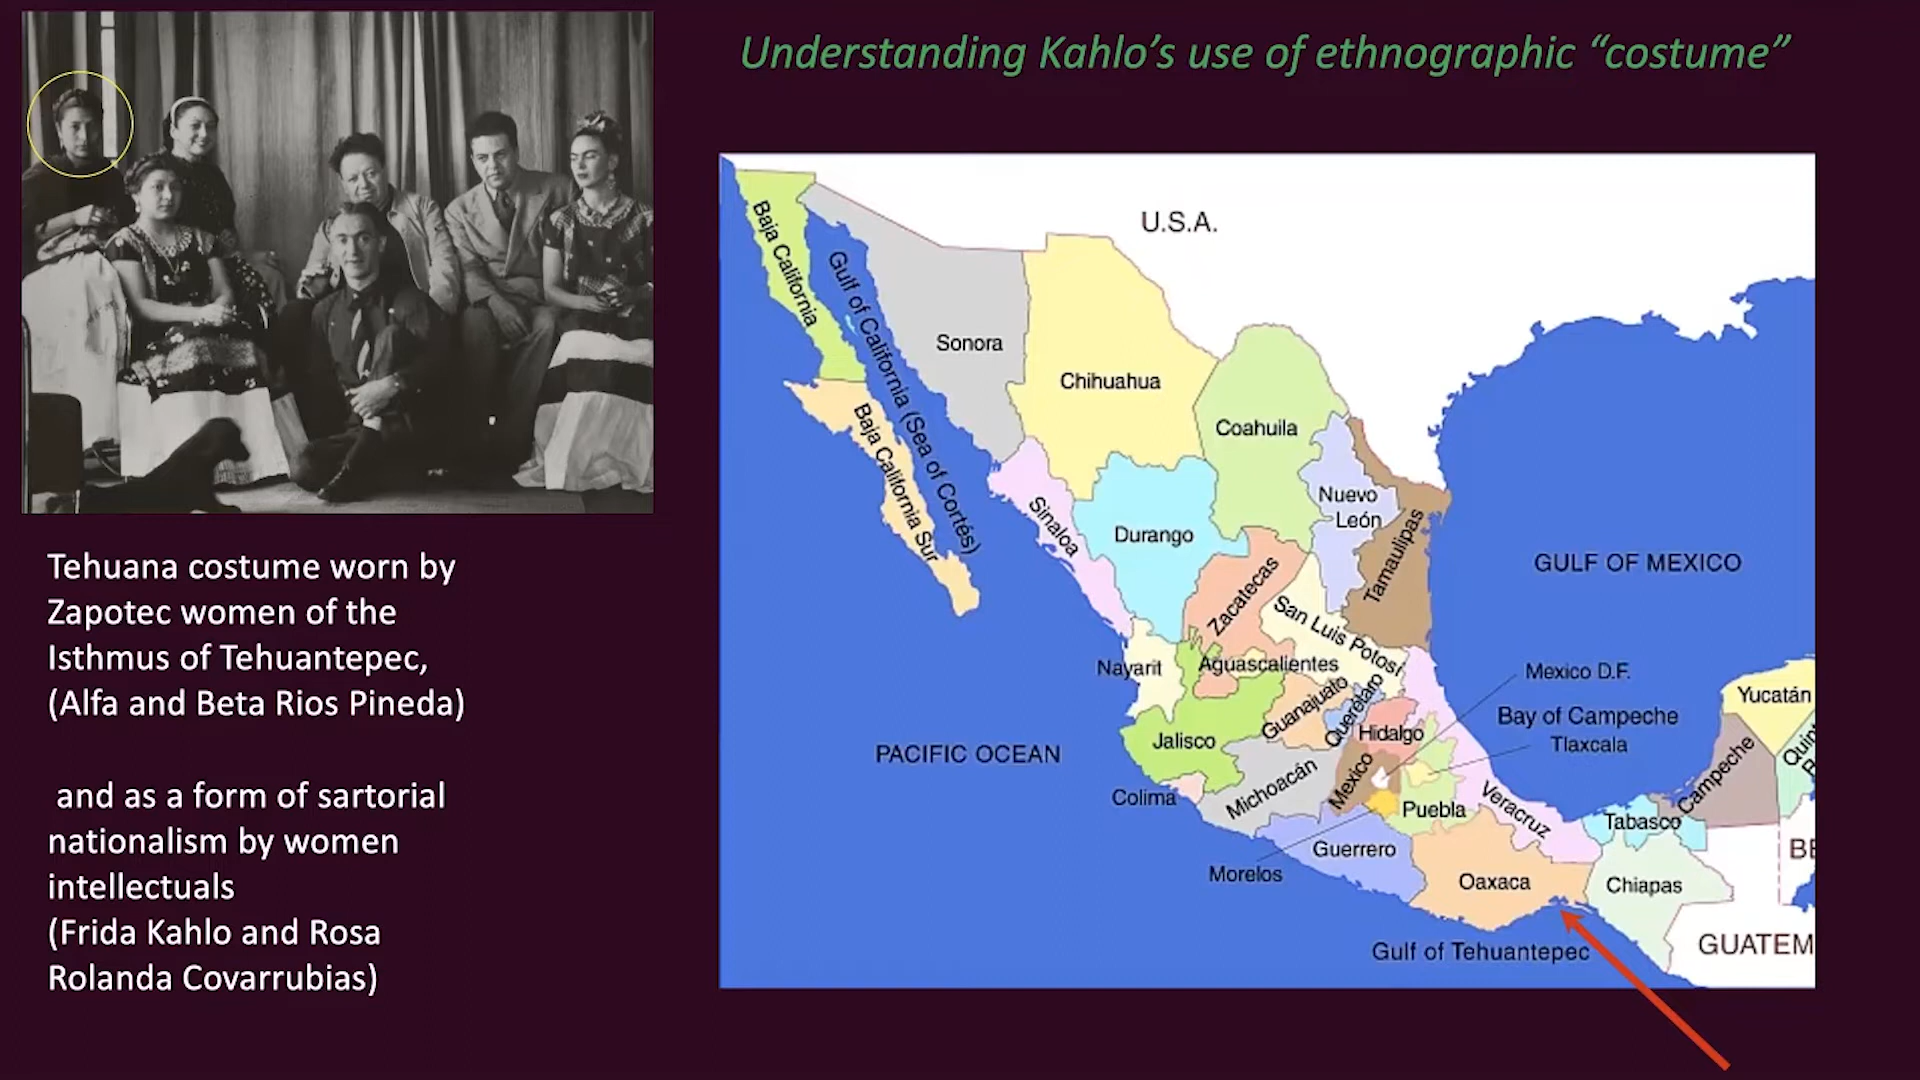 Understanding Kahlo’s use of ethnographic “costume”
Tehuana costume worn by
Zapotec women of the
Isthmus of Tehuantepec,
(Alfa and Beta Rios Pineda)
and as a form of sartorial
nationalism by women
intellectuals
(Frida Kahlo and Rosa
Rolanda Covarrubias)
U.S.A.
Baja California
Gulf of California (Sea of Cortés)
Sonora
Chihuahua
Coahuila
Baja California Sur
Sinaloa
Durango
Nuevo
León
Tamaulipas
GULF OF MEXICO
Zacatecas
San Luis Potosí
Nayarit
Aguascalientes
Mexico D.F.
Yucatán
Guanajuato
Querétaro
Bay of Campeche
Hidalgo
Tlaxcala
Jalisco
PACIFIC OCEAN
Campeche
Quin
Colima
Michoacán
Mexico
Puebla
Veracruz
Tabasco
BE
Morelos
Guerrero
Oaxaca
Chiapas
Gulf of Tehuantepec
GUATEM